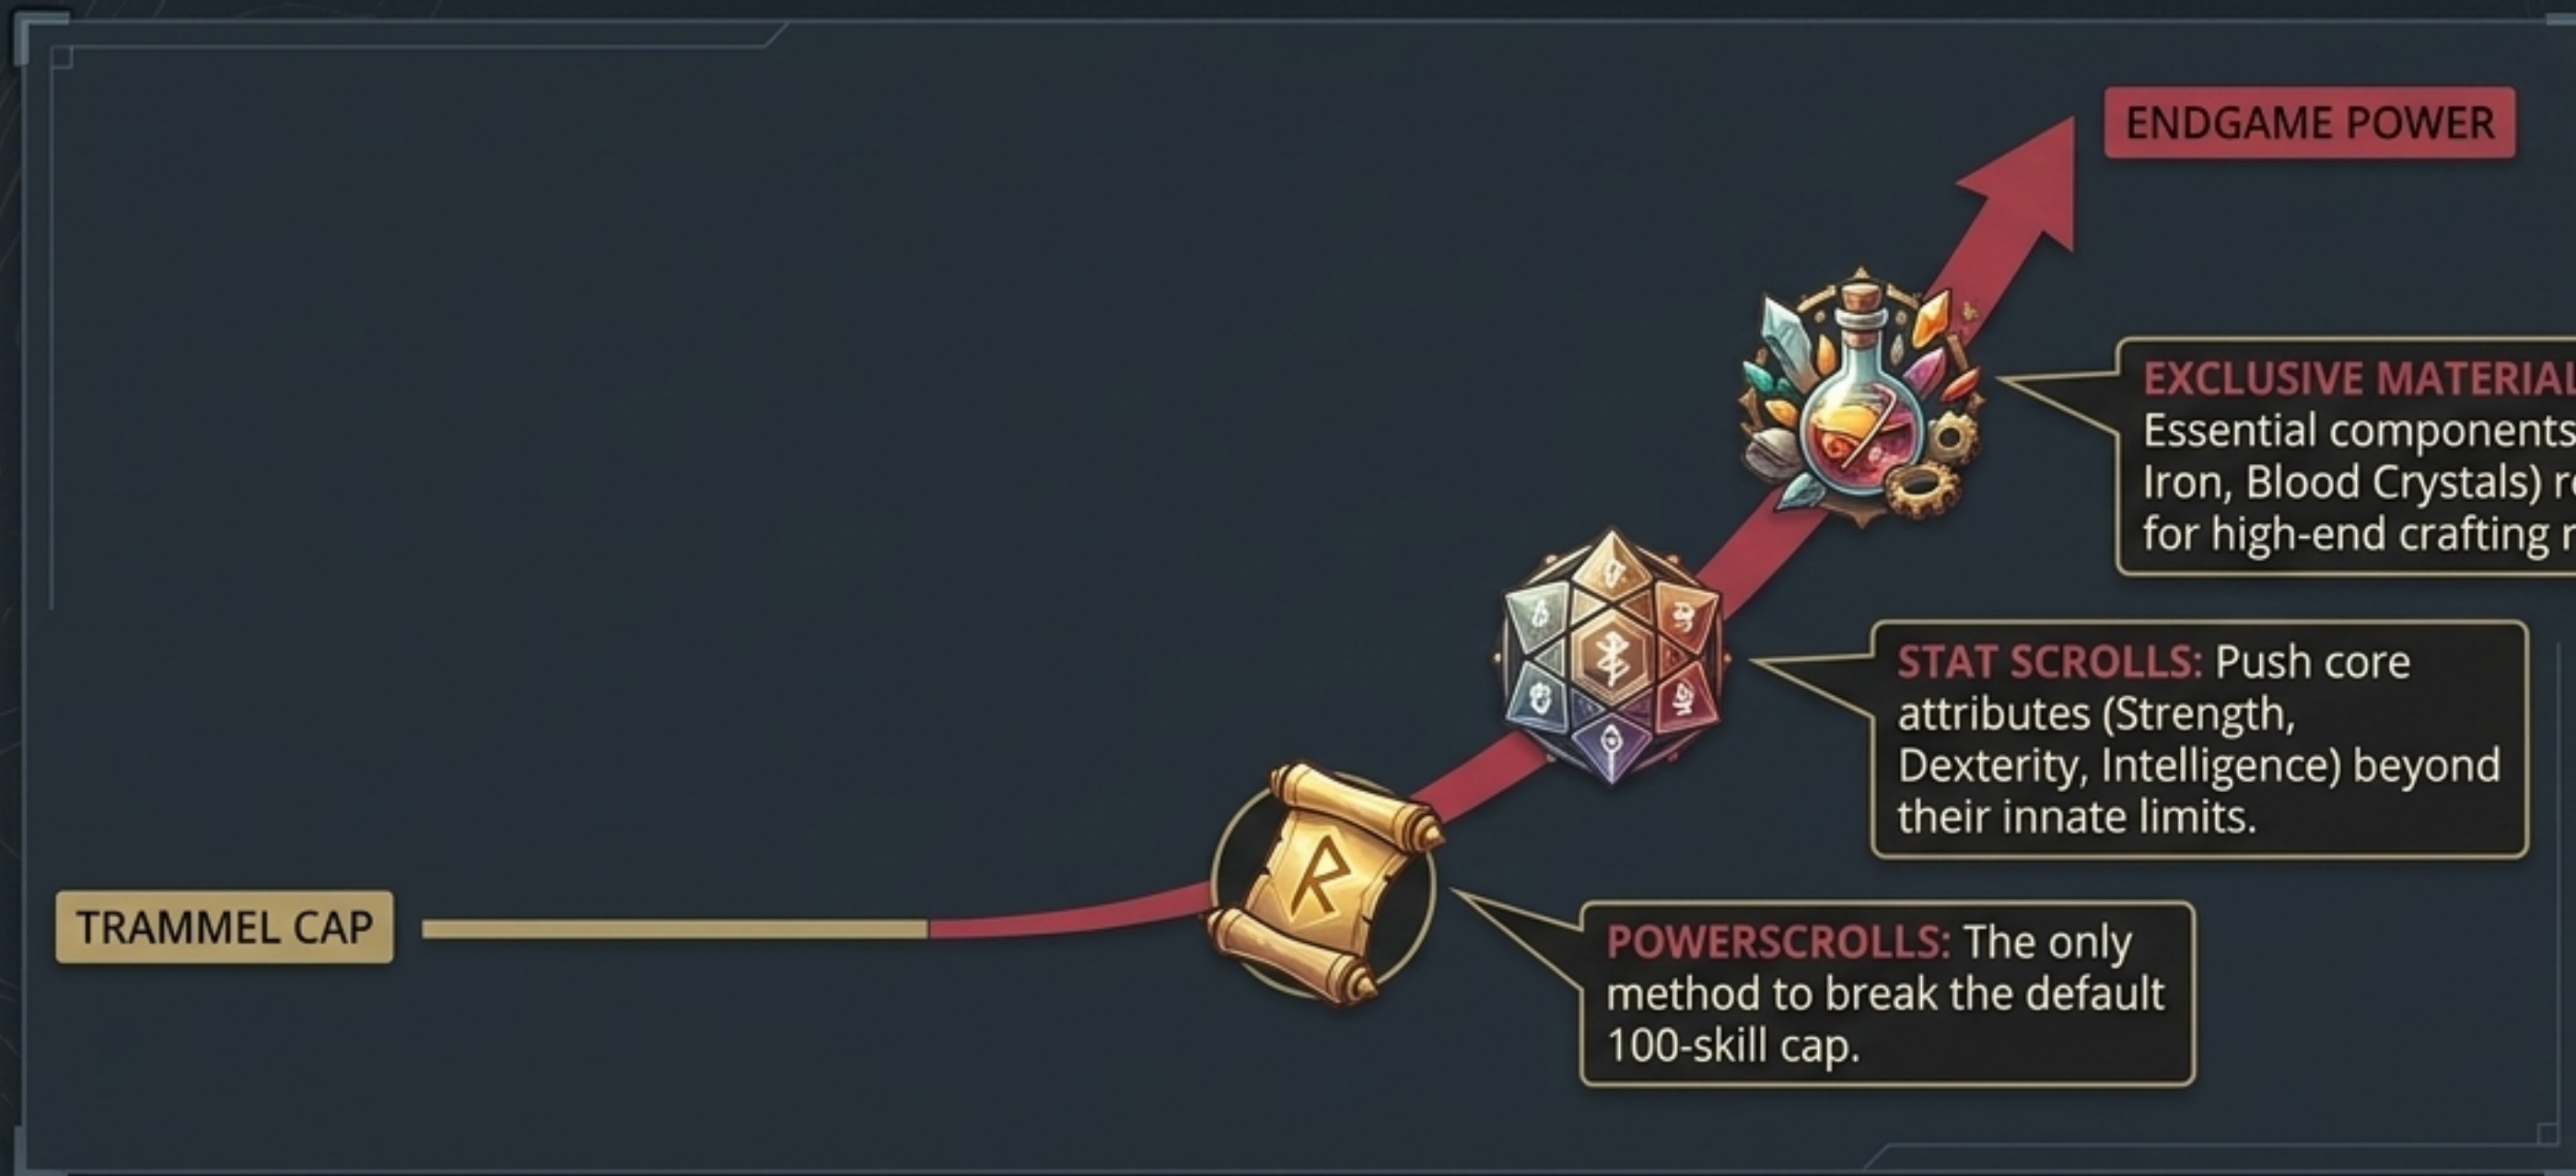 ENDGAME POWER
EXCLUSIVE MATERIAL
Essential components
Iron, Blood Crystals)
for high-end crafting
STAT SCROLLS: Push core
attributes (Strength,
Dexterity, Intelligence) beyond
their innate limits.
TRAMMEL CAP
POWERSCROLLS: The only
method to break the default
100-skill cap.